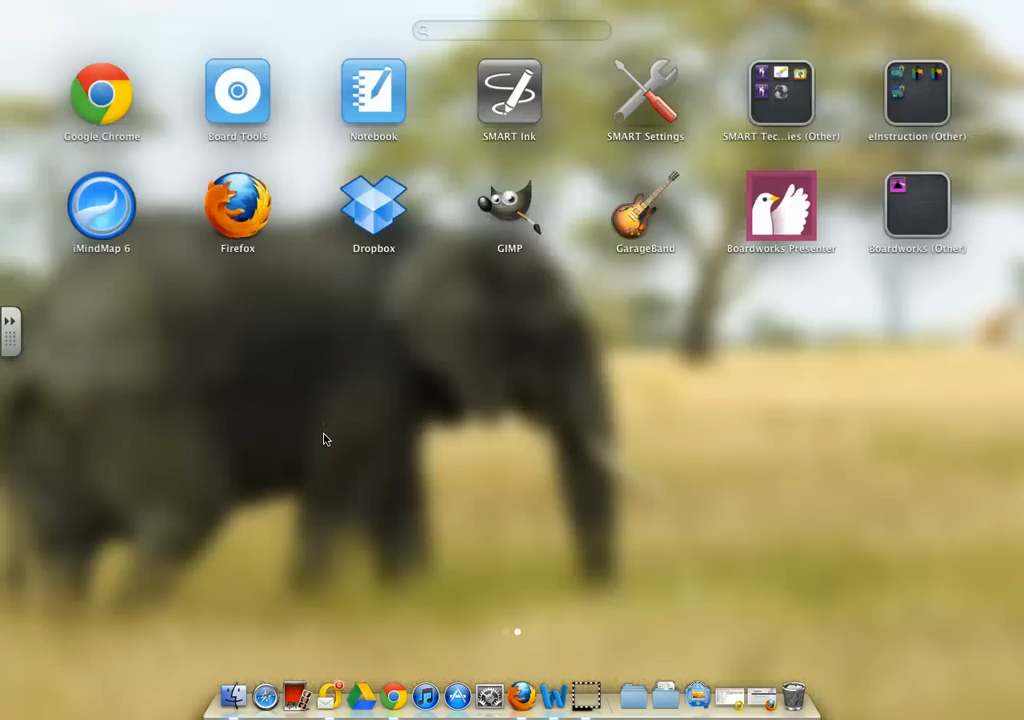 Google Chrome
Board Tools
Notebook
SMART Ink
SMART Settings
SMART Tec...ies (Other)
eInstruction (Other)
iMindMap 6
Firefox
Dropbox
GIMP
GarageBand
Boardworks Presenter
Boardworks (Other)